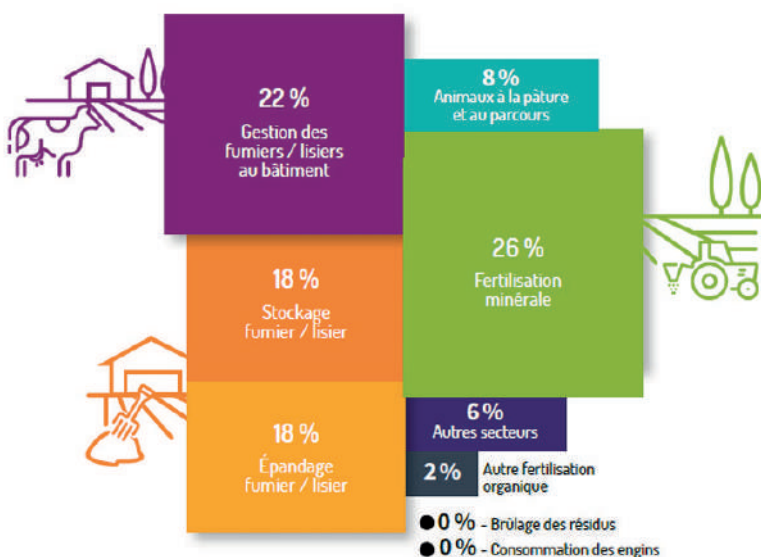 22 %
Gestion des
fumiers / lisiers
au bâtiment
8 %
Animaux à la pâture
et au parcours
26 %
Fertilisation
minérale
18 %
Stockage
fumier / lisier
18 %
Épandage
fumier / lisier
6 %
Autres secteurs
2 %
Autre fertilisation
organique
0 % - Brûlage des résidus
0 % - Consommation des engins